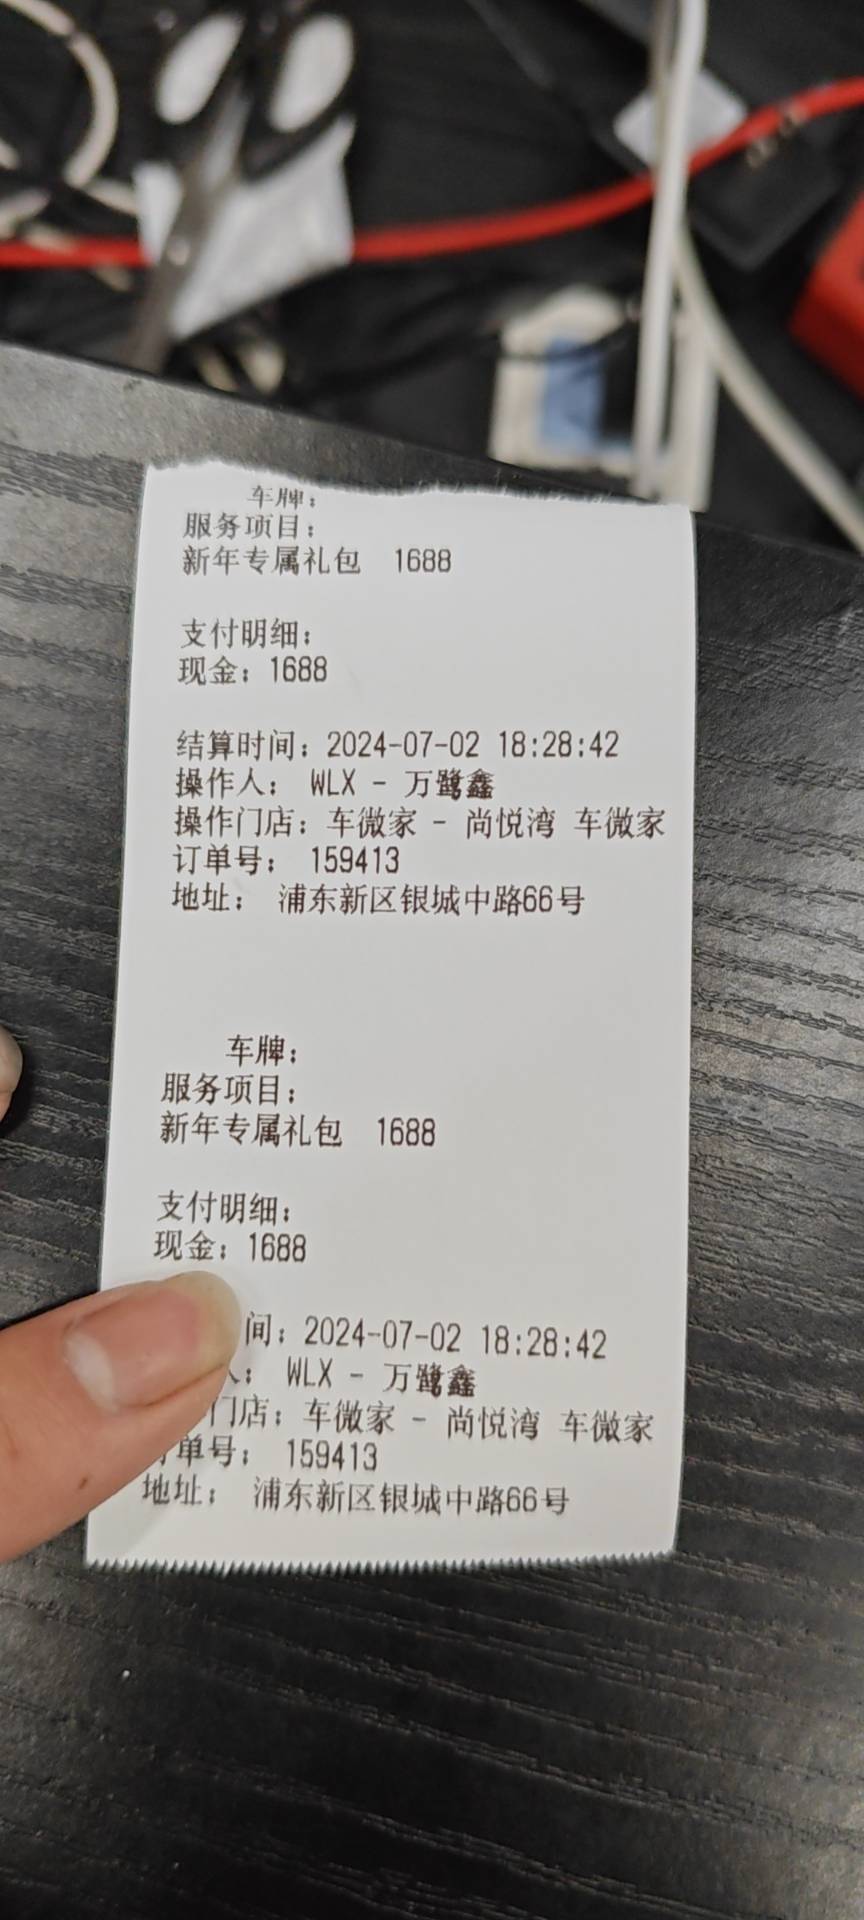 车牌:
服务项目:
新年专属礼包 1688
支付明细:
现金: 1688
结算时间: 2024-07-02 18:28:42
操作人: WLX - 万鹭鑫
操作门店: 车微家 - 尚悦湾 车微家
订单号: 159413
地址: 浦东新区银城中路66号
车牌:
服务项目:
新年专属礼包 1688
支付明细:
现金: 1688
间: 2024-07-02 18:28:42
人: WLX - 万鹭鑫
门店: 车微家 - 尚悦湾 车微家
单号: 159413
地址: 浦东新区银城中路66号